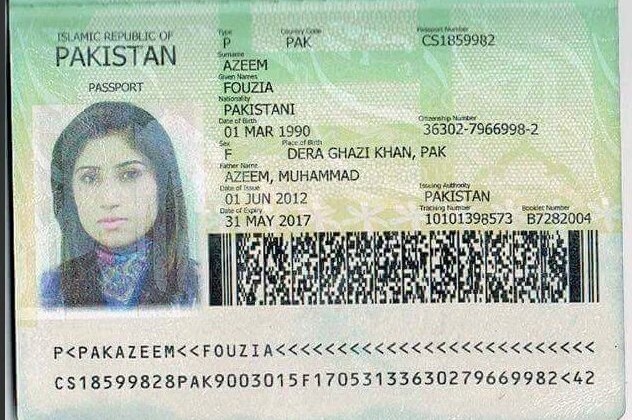 ISLAMIC REPUBLIC OF
PAKISTAN
PASSPORT
Type Country Code Passport Number
P PAK CS1859982
Surname
AZEEM
Given Names
FOUZIA
Nationality
PAKISTANI
Date of Birth Citizenship Number
01 MAR 1990 36302-7966998-2
Sex Place of Birth
F DERA GHAZI KHAN, PAK
Father Name
AZEEM, MUHAMMAD
Date of Issue Issuing Authority
01 JUN 2012 PAKISTAN
Date of Expiry Tracking Number Booklet Number
31 MAY 2017 10101398573 B7282004
P<PAKAZEEM<<FOUZIA<<<<<<<<<<<<<<<<<<<<<<<<<<
CS18599828PAK9003015F1705313363027966998​2<42